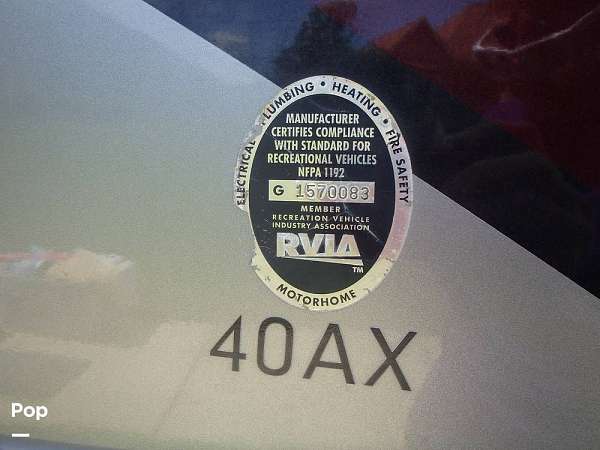 ELECTRICAL • PLUMBING • HEATING • FIRE SAFETY
MANUFACTURER
CERTIFIES COMPLIANCE
WITH STANDARD FOR
RECREATIONAL VEHICLES
NFPA 1192
G 1570083
MEMBER
RECREATION VEHICLE
INDUSTRY ASSOCIATION
RVIA
TM
MOTORHOME
40AX
Pop